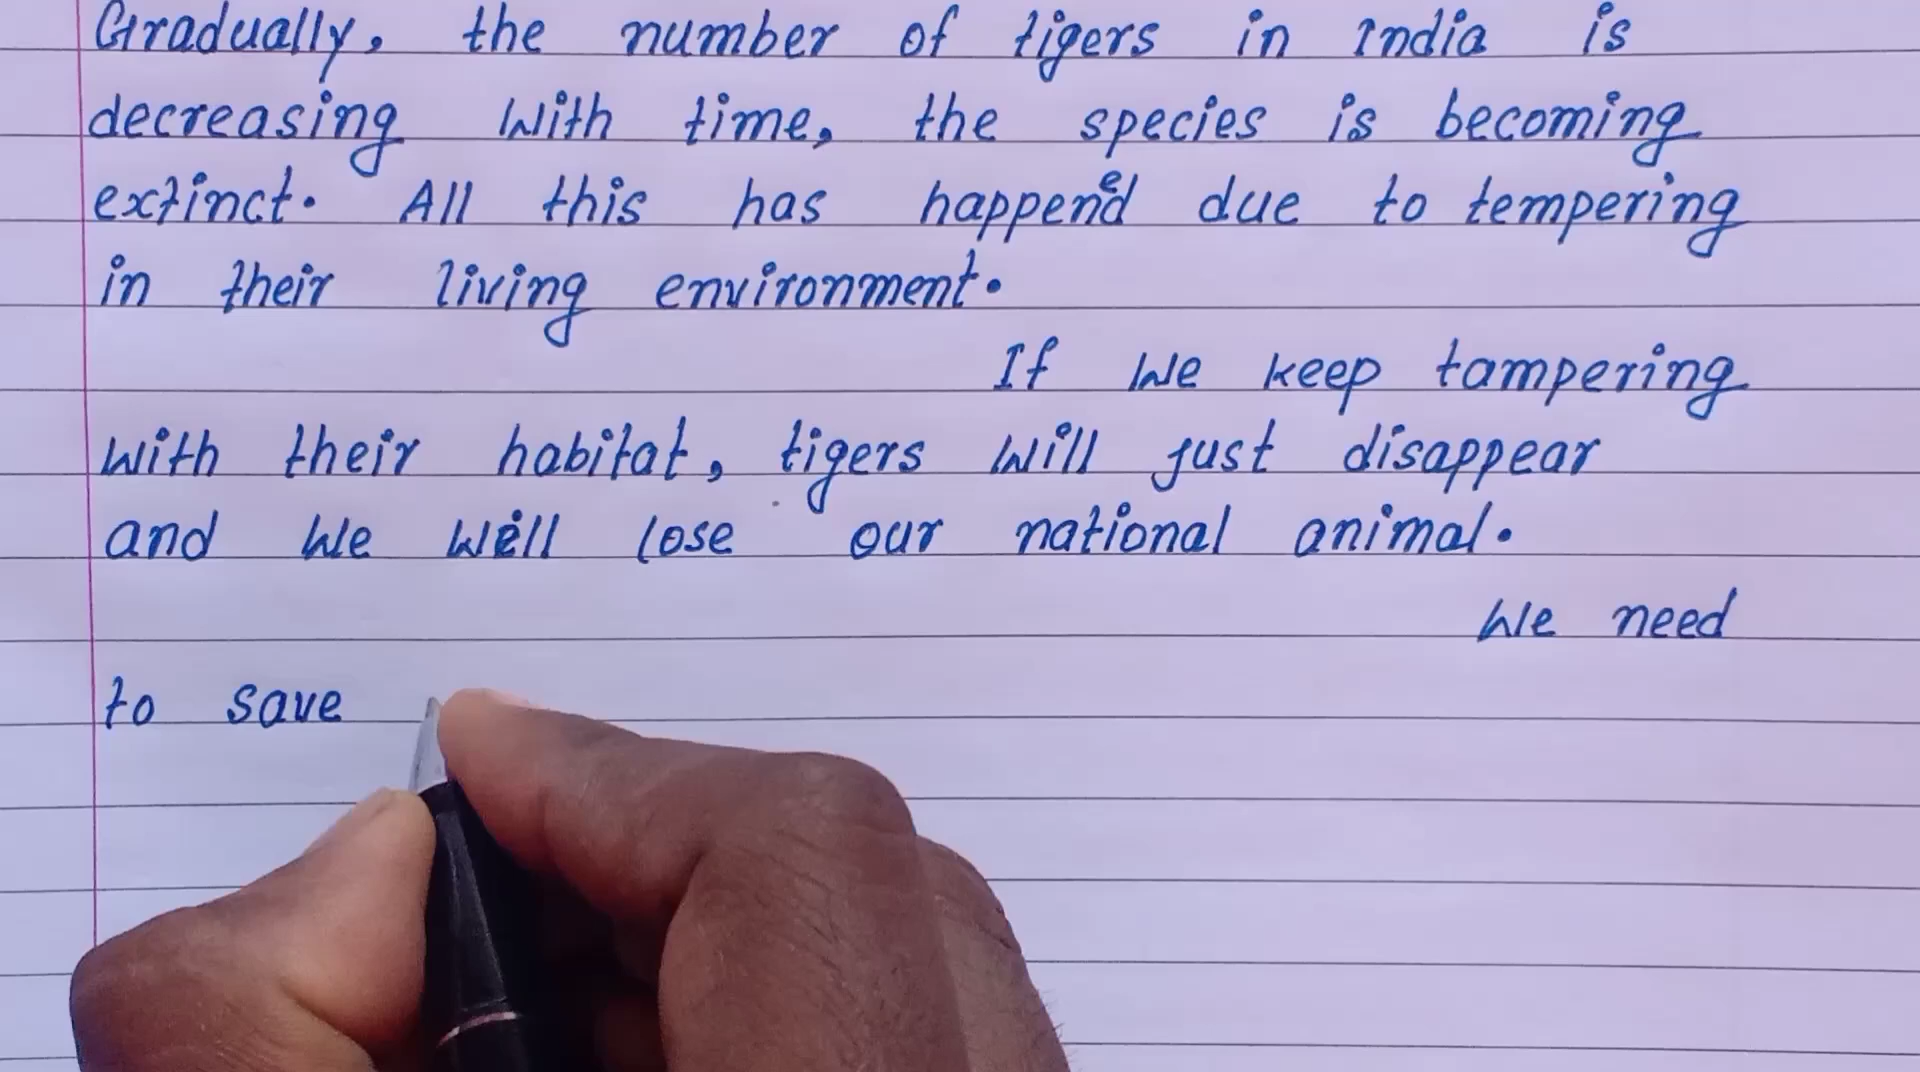 Gradually, the number of tigers in India is
decreasing with time, the species is becoming
extinct. All this has happened due to tempering
in their living environment.
If we keep tampering
with their habitat, tigers will just disappear
and we will lose our national animal.
We need
to save